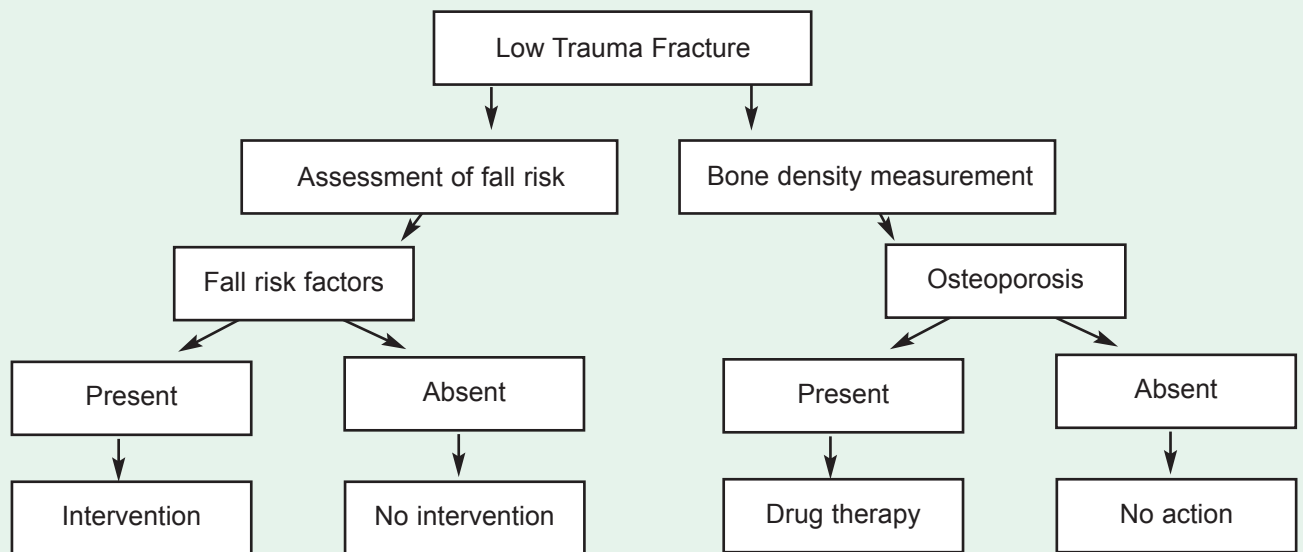 Low Trauma Fracture
Assessment of fall risk
Bone density measurement
Fall risk factors
Osteoporosis
Present
Absent
Present
Absent
Intervention
No intervention
Drug therapy
No action